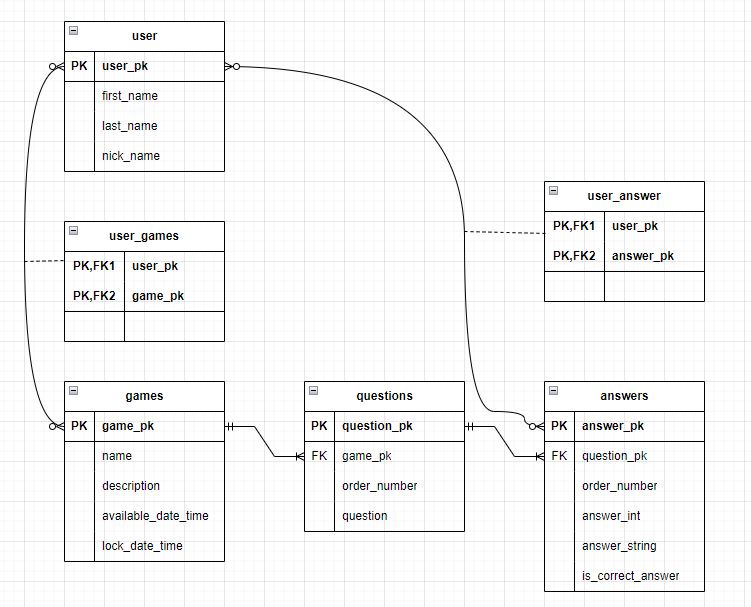 user
PK user_pk
first_name
last_name
nick_name
user_answer
PK,FK1 user_pk
PK,FK2 answer_pk
user_games
PK,FK1 user_pk
PK,FK2 game_pk
games
PK game_pk
name
description
available_date_time
lock_date_time
questions
PK question_pk
FK game_pk
order_number
question
answers
PK answer_pk
FK question_pk
order_number
answer_int
answer_string
is_correct_answer